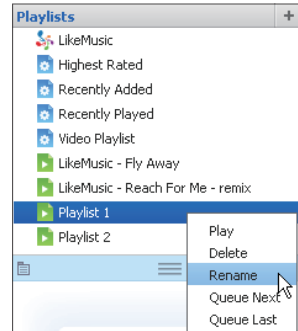 Playlists +
LikeMusic
Highest Rated
Recently Added
Recently Played
Video Playlist
LikeMusic - Fly Away
LikeMusic - Reach For Me - remix
Playlist 1
Playlist 2
Play
Delete
Rename
Queue Next
Queue Last